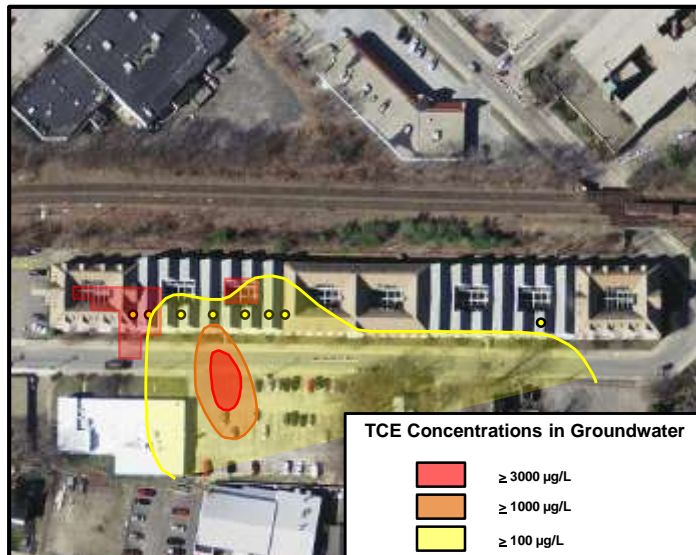 TCE Concentrations in Groundwater
≥ 3000 µg/L
≥ 1000 µg/L
≥ 100 µg/L